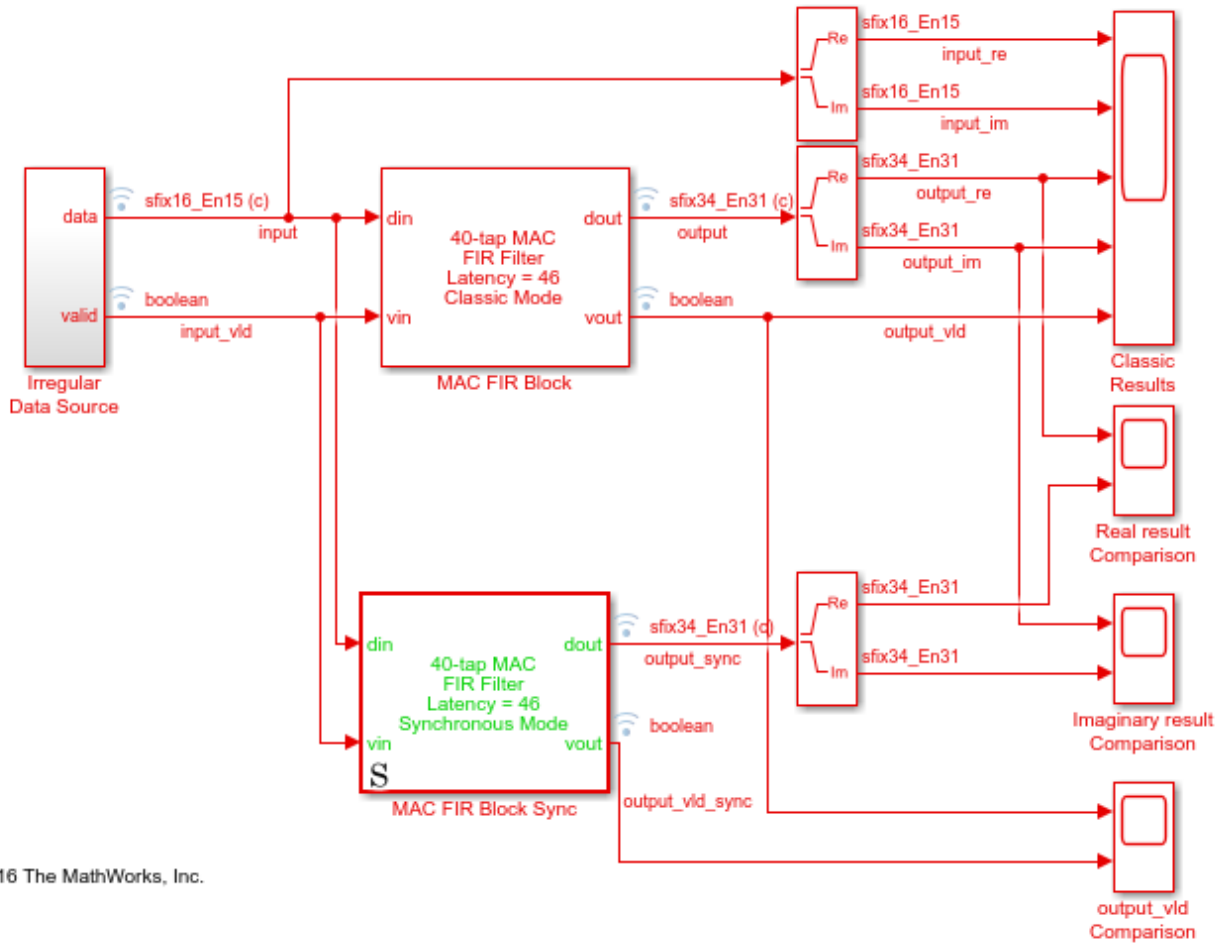 sfix16_En15
Re
input_re
sfix16_En15
Im
input_im
sfix34_En31
Re
output_re
sfix34_En31
Im
output_im
data
sfix16_En15 (c)
input
din
40-tap MAC
FIR Filter
Latency = 46
Classic Mode
dout
sfix34_En31 (c)
output
valid
boolean
input_vld
vin
vout
boolean
output_vld
Irregular
Data Source
MAC FIR Block
Classic
Results
Real result
Comparison
din
40-tap MAC
FIR Filter
Latency = 46
Synchronous Mode
dout
sfix34_En31 (c)
output_sync
sfix34_En31
Re
sfix34_En31
Im
vin
vout
boolean
S
MAC FIR Block Sync
output_vld_sync
Imaginary result
Comparison
output_vld
Comparison
16 The MathWorks, Inc.